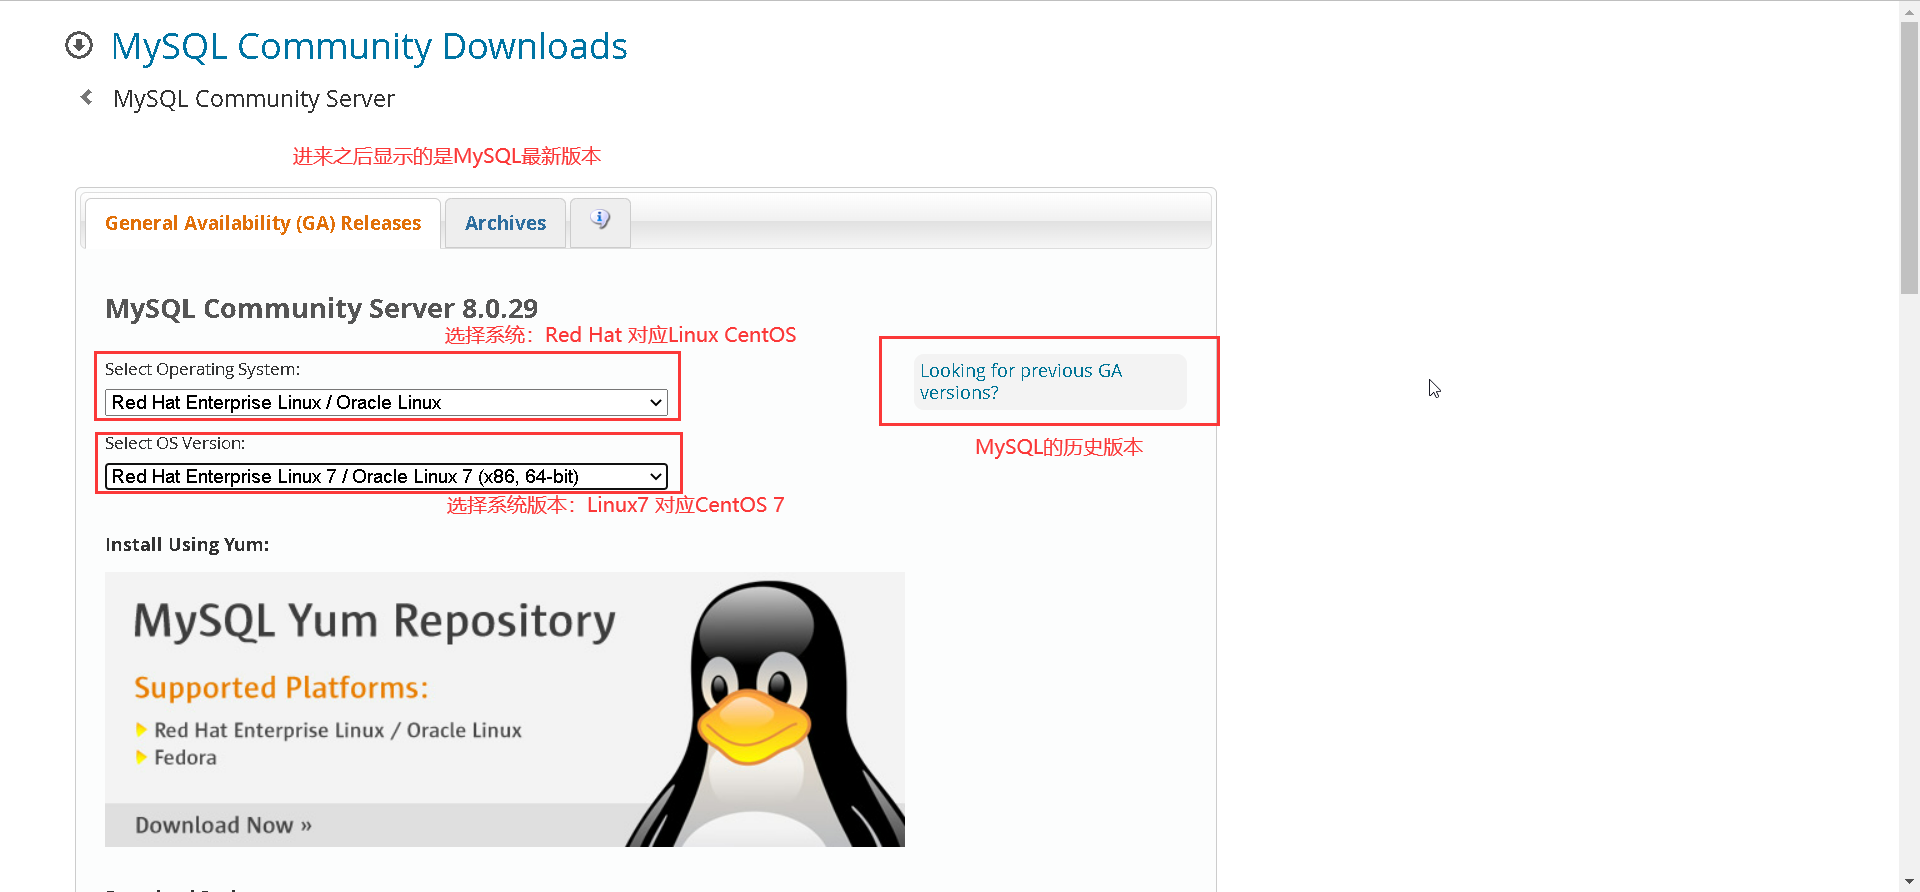 MySQL Community Downloads
MySQL Community Server
进来之后显示的是MySQL最新版本
General Availability (GA) Releases
Archives
MySQL Community Server 8.0.29
选择系统：Red Hat 对应Linux CentOS
Select Operating System:
Red Hat Enterprise Linux / Oracle Linux
Looking for previous GA
versions?
Select OS Version:
MySQL的历史版本
Red Hat Enterprise Linux 7 / Oracle Linux 7 (x86, 64-bit)
选择系统版本：Linux7 对应CentOS 7
Install Using Yum:
MySQL Yum Repository
Supported Platforms:
Red Hat Enterprise Linux / Oracle Linux
Fedora
Download Now »